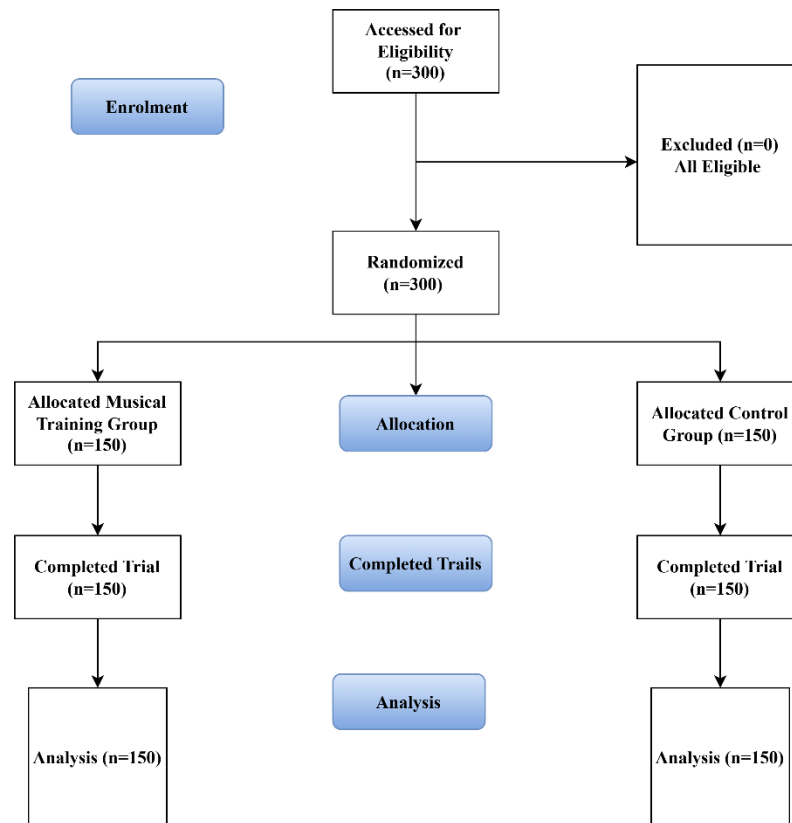 Accessed for
Eligibility
(n=300)
Enrolment
Excluded (n=0)
All Eligible
Randomized
(n=300)
Allocated Musical
Training Group
(n=150)
Allocation
Allocated Control
Group (n=150)
Completed Trial
(n=150)
Completed Trails
Completed Trial
(n=150)
Analysis (n=150)
Analysis
Analysis (n=150)